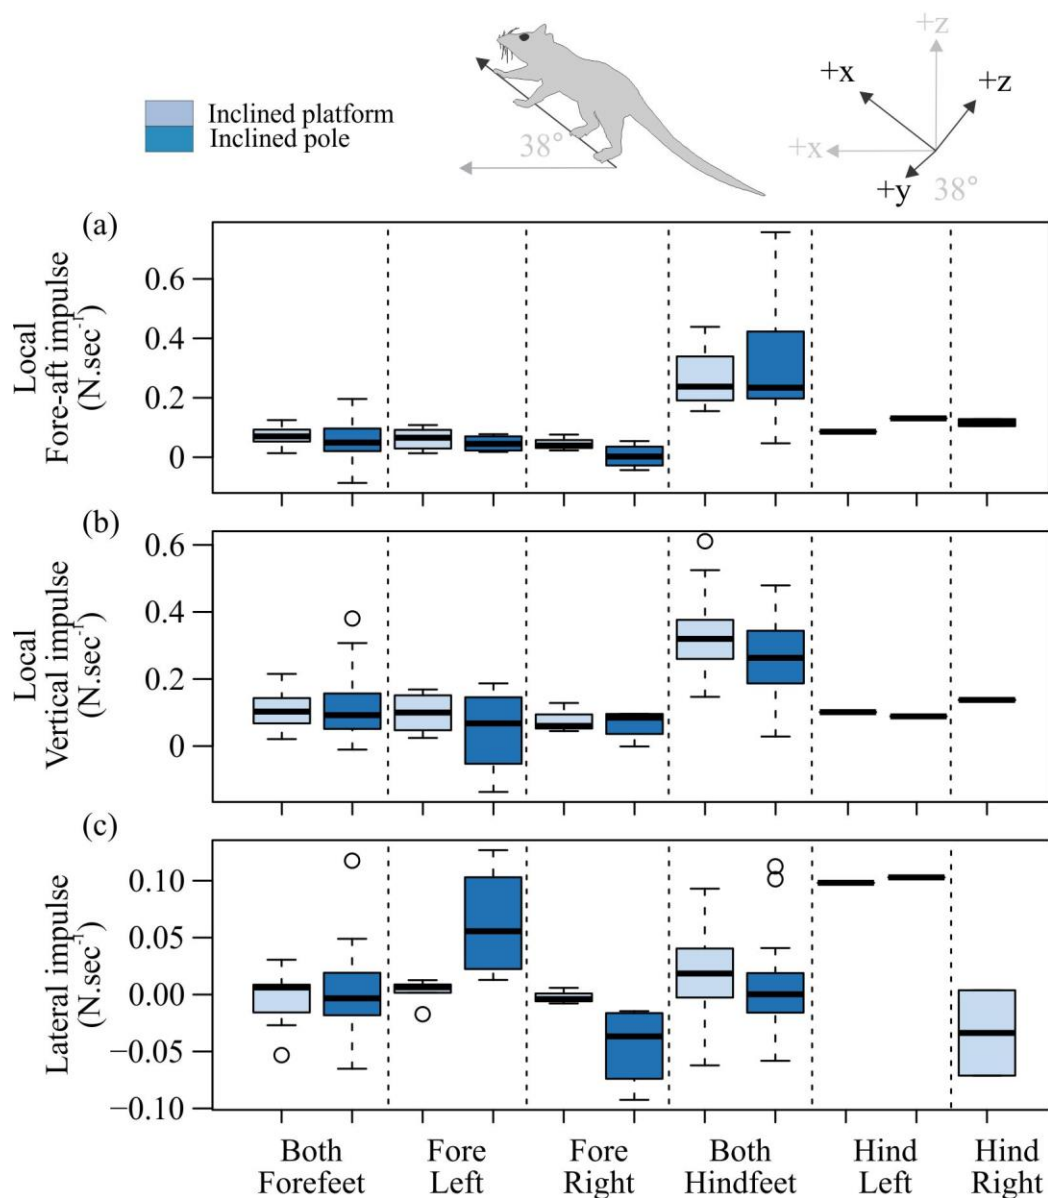 +z
+x
+z
Inclined platform
Inclined pole
38°
+x
+y
38°
(a)
Local
Fore-aft impulse
(N.sec⁻¹)
0.6
0.4
0.2
0
(b)
Local
Vertical impulse
(N.sec⁻¹)
0.6
0.4
0.2
0
(c)
Lateral impulse
(N.sec⁻¹)
0.10
0.05
0.00
−0.05
−0.10
Both
Forefeet
Fore
Left
Fore
Right
Both
Hindfeet
Hind
Left
Hind
Right